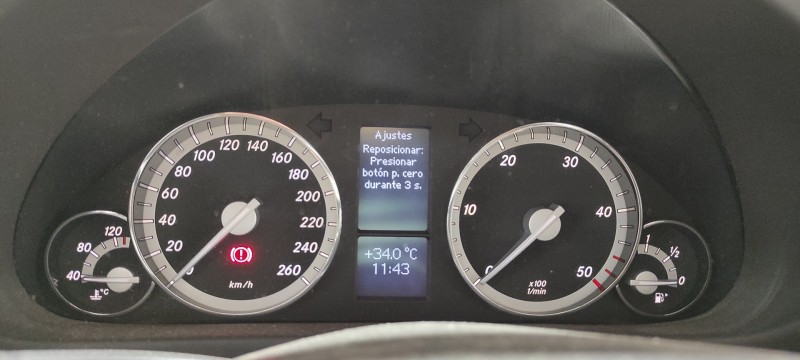 120
80
40
°C
0
20
40
60
80
100
120
140
160
180
200
220
240
260
km/h
Ajustes
Reposicionar:
Presionar
botón p. cero
durante 3 s.
+34.0 °C
11:43
0
10
20
30
40
50
x100
1/min
1
½
0